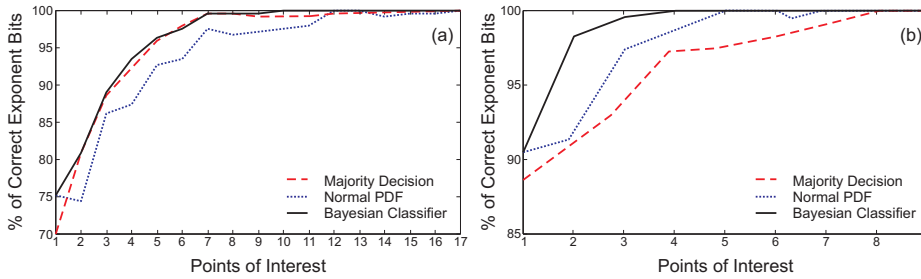 % of Correct Exponent Bits
100
95
90
85
80
75
70
1 2 3 4 5 6 7 8 9 10 11 12 13 14 15 16 17
Points of Interest
(a)
Majority Decision
Normal PDF
Bayesian Classifier
% of Correct Exponent Bits
100
95
90
85
1 2 3 4 5 6 7 8
Points of Interest
(b)
Majority Decision
Normal PDF
Bayesian Classifier